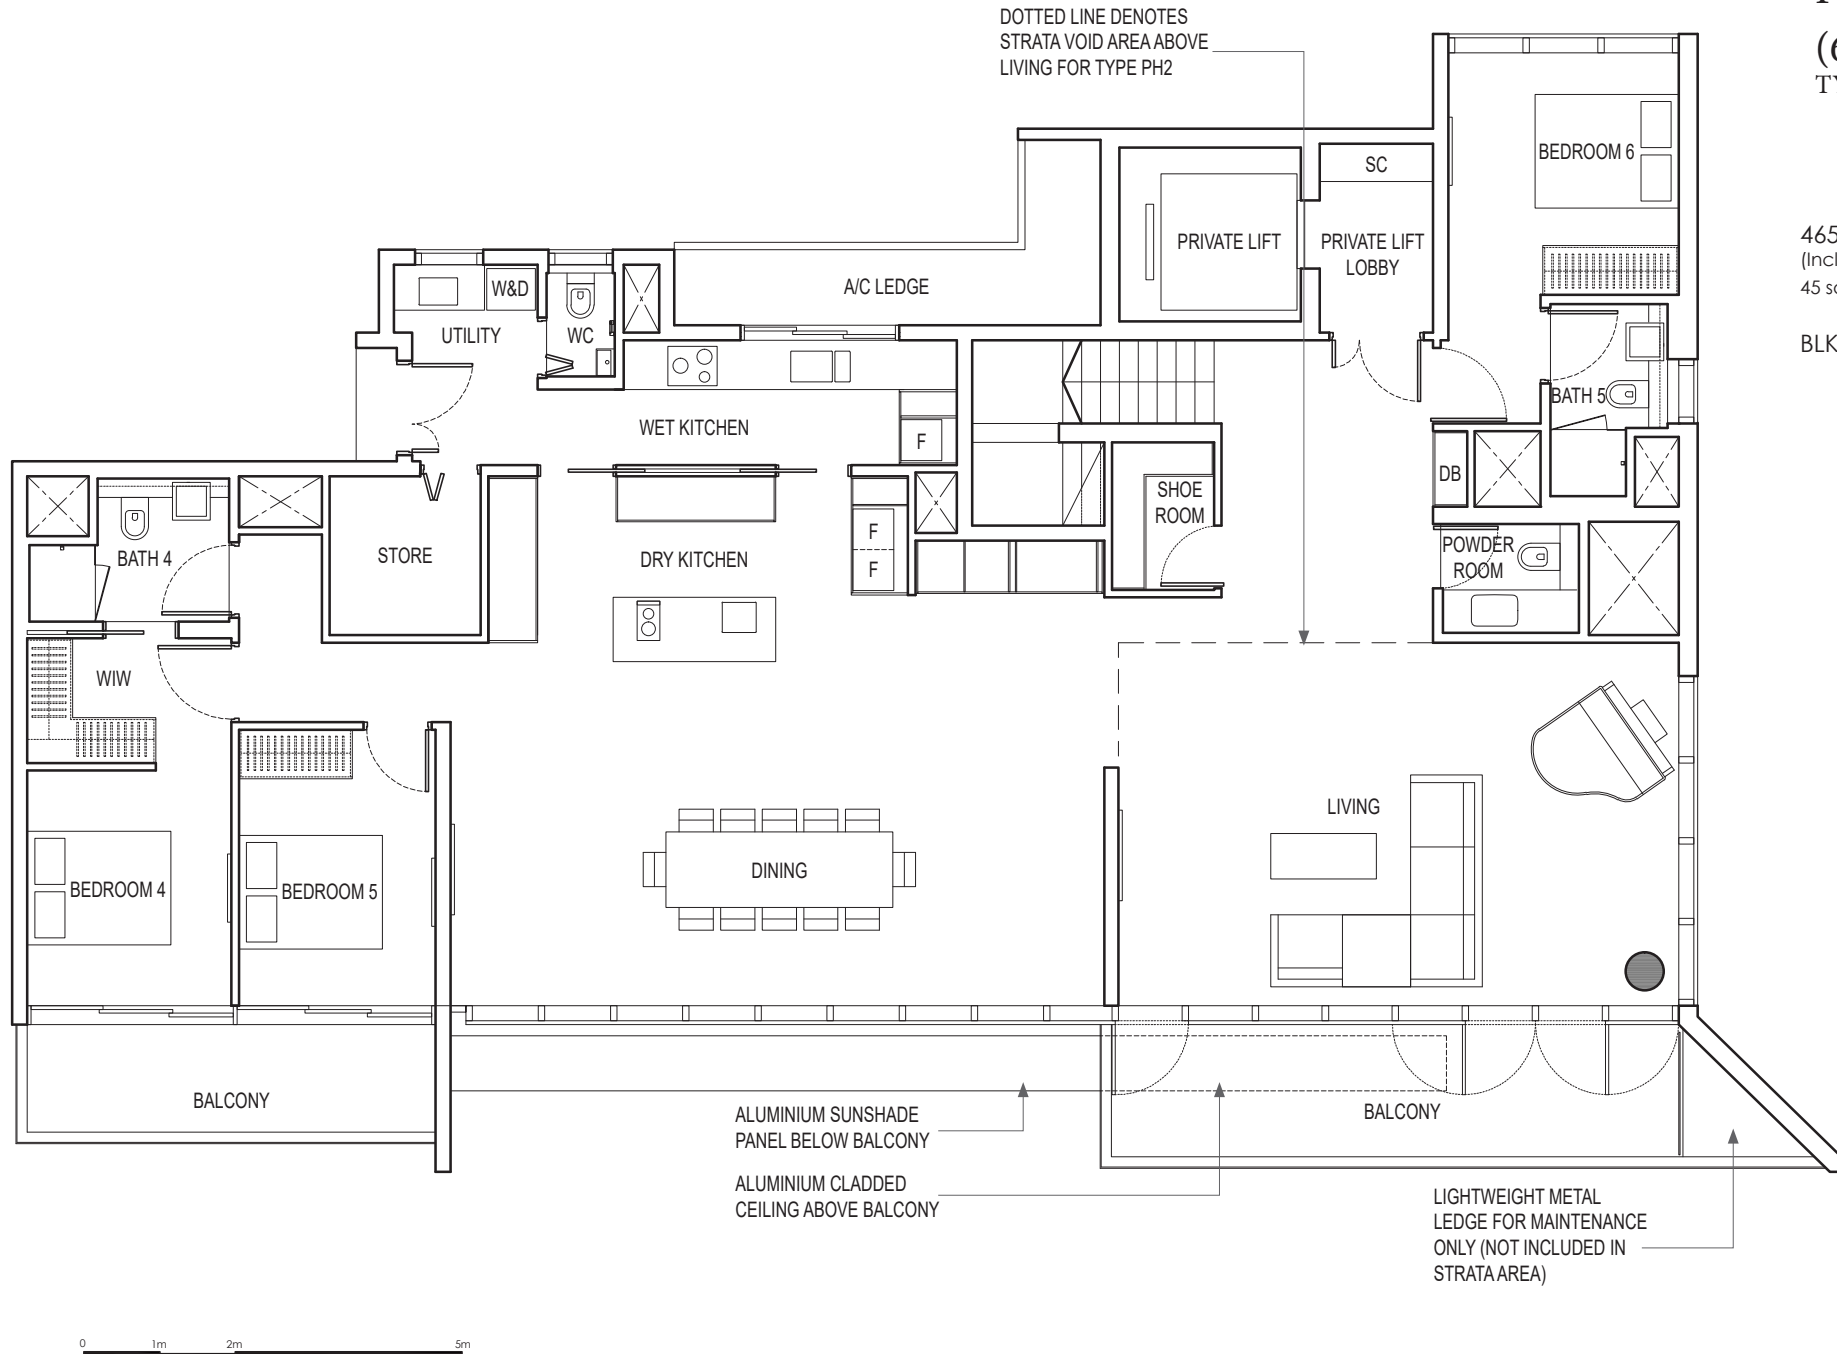 DOTTED LINE DENOTES
STRATA VOID AREA ABOVE
LIVING FOR TYPE PH2
BEDROOM 6
SC
PRIVATE LIFT
PRIVATE LIFT
LOBBY
A/C LEDGE
W&D
UTILITY
WC
WET KITCHEN
F
BATH 5
DB
SHOE
ROOM
STORE
BATH 4
F
F
DRY KITCHEN
POWDER
ROOM
WIW
LIVING
DINING
BEDROOM 4
BEDROOM 5
BALCONY
BALCONY
ALUMINIUM SUNSHADE
PANEL BELOW BALCONY
ALUMINIUM CLADDED
CEILING ABOVE BALCONY
LIGHTWEIGHT METAL
LEDGE FOR MAINTENANCE
ONLY (NOT INCLUDED IN
STRATA AREA)
0 1m 2m 5m
465
45
BLK